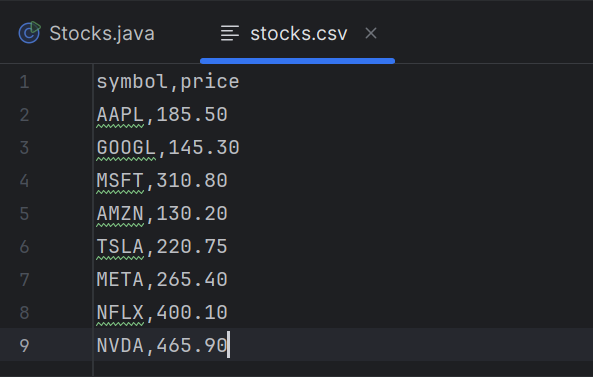 Stocks.java stocks.csv
1 symbol,price
2 AAPL,185.50
3 GOOGL,145.30
4 MSFT,310.80
5 AMZN,130.20
6 TSLA,220.75
7 META,265.40
8 NFLX,400.10
9 NVDA,465.90